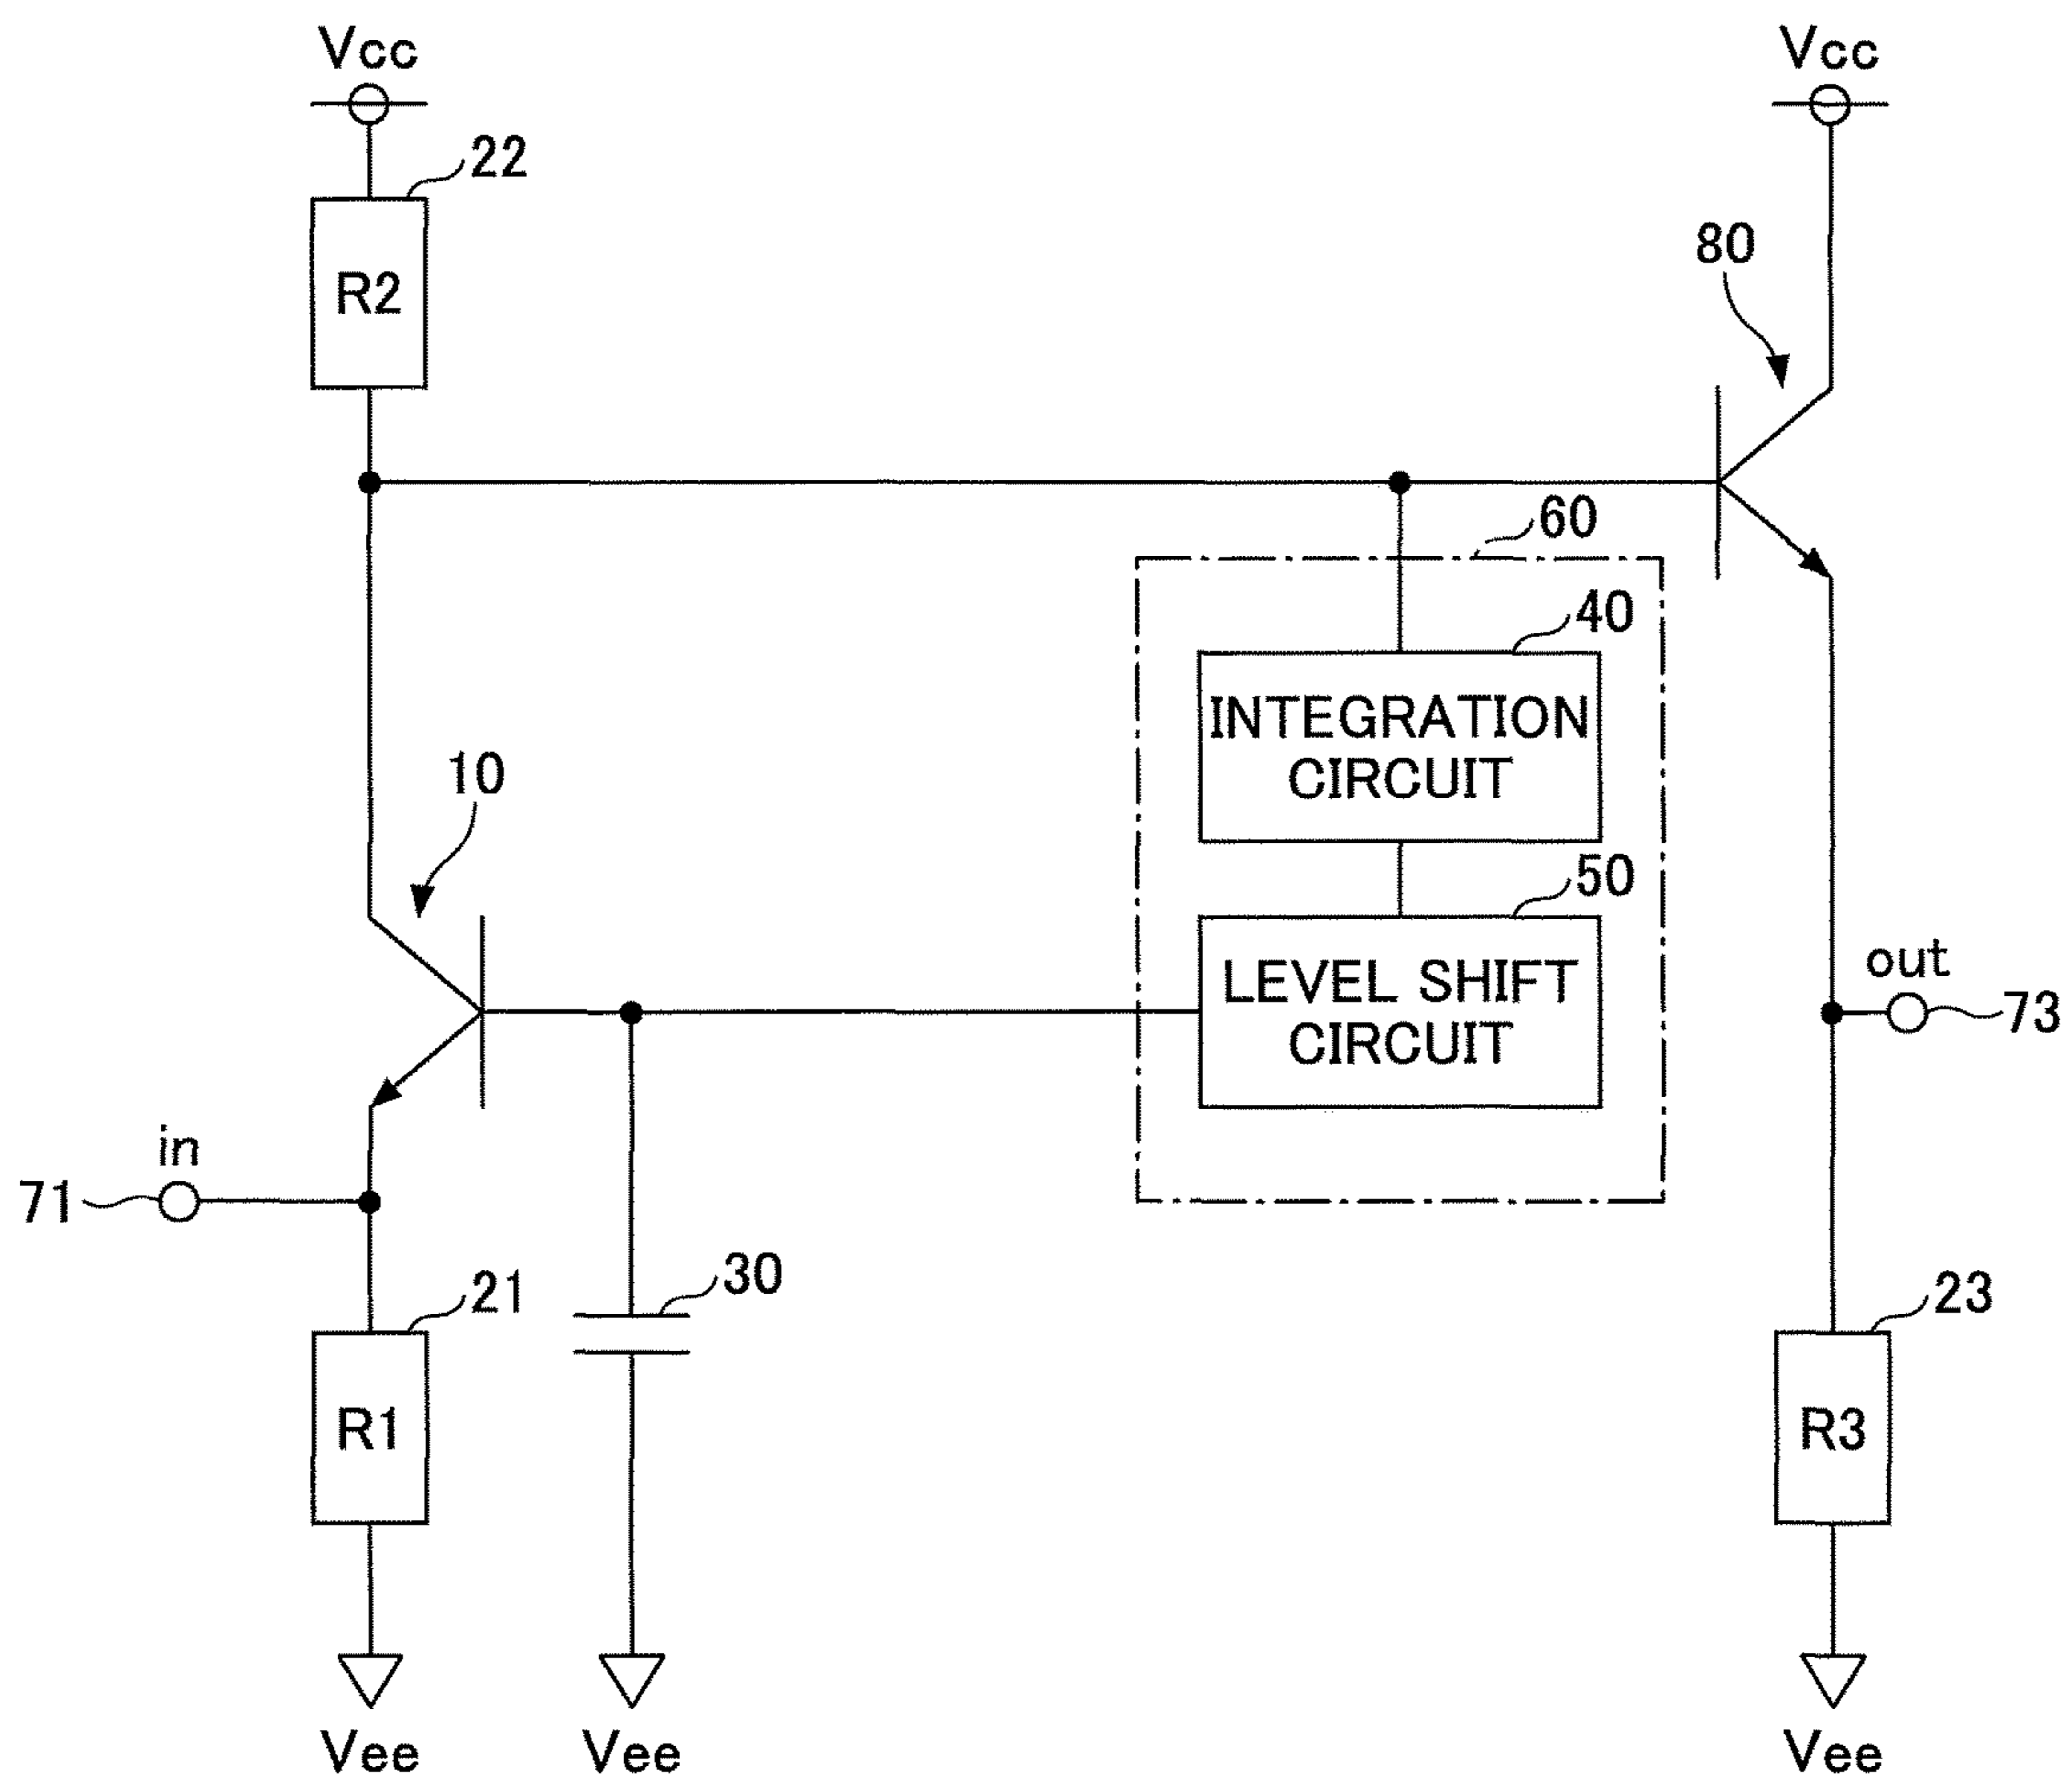 Vcc
Vcc
22
R2
80
60
40
INTEGRATION
CIRCUIT
10
50
LEVEL SHIFT
CIRCUIT
out
73
in
71
21
30
23
R1
R3
Vee
Vee
Vee